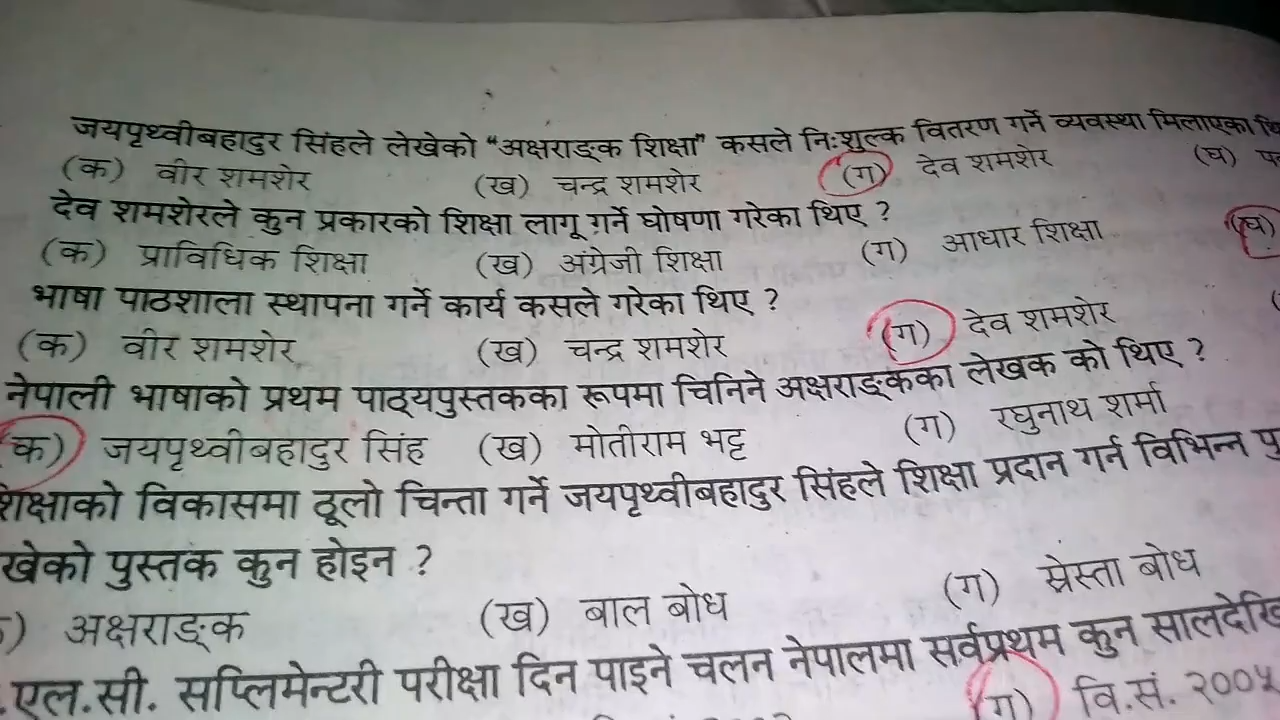 जयपृथ्वीबहादुर सिंहले लेखेको "अक्षराङ्क शिक्षा" कसले निःशुल्क वितरण गर्ने व्यवस्था मिलाएका
(क) वीर शमशेर (ख) चन्द्र शमशेर (ग) देव शमशेर (घ)
देव शमशेरले कुन प्रकारको शिक्षा लागू गर्ने घोषणा गरेका थिए ?
(क) प्राविधिक शिक्षा (ख) अंग्रेजी शिक्षा (ग) आधार शिक्षा (घ)
भाषा पाठशाला स्थापना गर्ने कार्य कसले गरेका थिए ?
(क) वीर शमशेर (ख) चन्द्र शमशेर (ग) देव शमशेर
नेपाली भाषाको प्रथम पाठ्यपुस्तकका रूपमा चिनिने अक्षराङ्कका लेखक को थिए ?
(क) जयपृथ्वीबहादुर सिंह (ख) मोतीराम भट्ट (ग) रघुनाथ शर्मा
शिक्षाको विकासमा ठूलो चिन्ता गर्ने जयपृथ्वीबहादुर सिंहले शिक्षा प्रदान गर्न विभिन्न
खेको पुस्तक कुन होइन ?
) अक्षराङ्क (ख) बाल बोध (ग) स्रेस्ता बोध
.एल.सी. सप्लिमेन्टरी परीक्षा दिन पाइने चलन नेपालमा सर्वप्रथम कुन सालदेखि
(ग) वि.सं. २००५